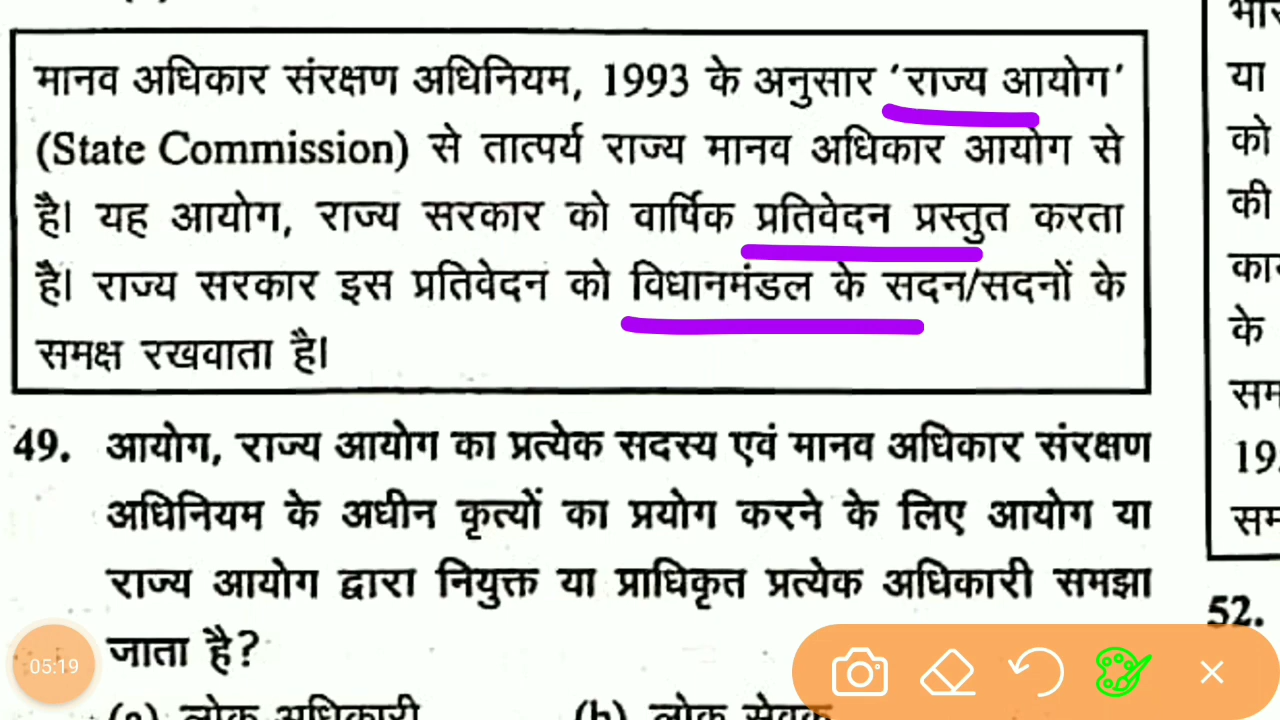 मानव अधिकार संरक्षण अधिनियम, 1993 के अनुसार ‘राज्य आयोग’
(State Commission) से तात्पर्य राज्य मानव अधिकार आयोग से
है। यह आयोग, राज्य सरकार को वार्षिक प्रतिवेदन प्रस्तुत करता
है। राज्य सरकार इस प्रतिवेदन को विधानमंडल के सदन/सदनों के
समक्ष रखवाता है।
49. आयोग, राज्य आयोग का प्रत्येक सदस्य एवं मानव अधिकार संरक्षण
अधिनियम के अधीन कृत्यों का प्रयोग करने के लिए आयोग या
राज्य आयोग द्वारा नियुक्त या प्राधिकृत प्रत्येक अधिकारी समझा
जाता है?
(a) लोक अधिकारी (b) लोक सेवक
या
को
की
के
52.
05:19